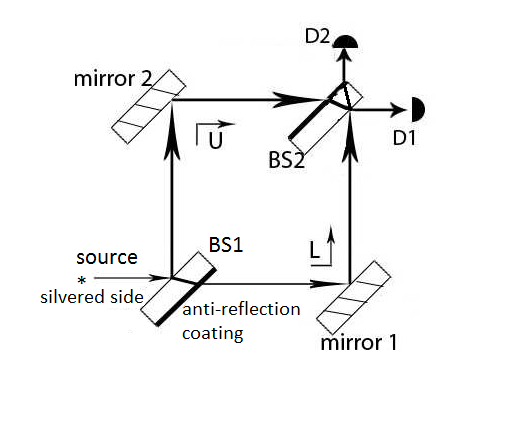 D2
mirror 2
D1
U
BS2
BS1
L
source
*
silvered side
anti-reflection
coating
mirror 1